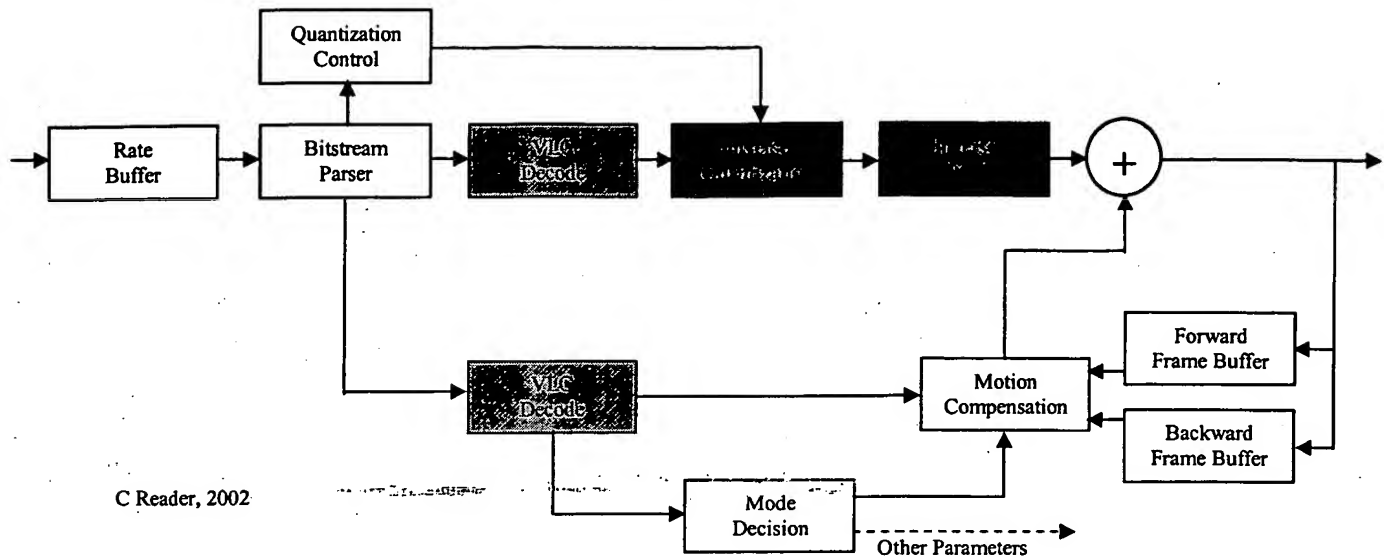 Quantization
Control
Rate
Buffer
Bitstream
Parser
VLC
Decode
Inverse
+
VLC
Decode
Motion
Compensation
Forward
Frame Buffer
Backward
Frame Buffer
C Reader, 2002
Mode
Decision
Other Parameters